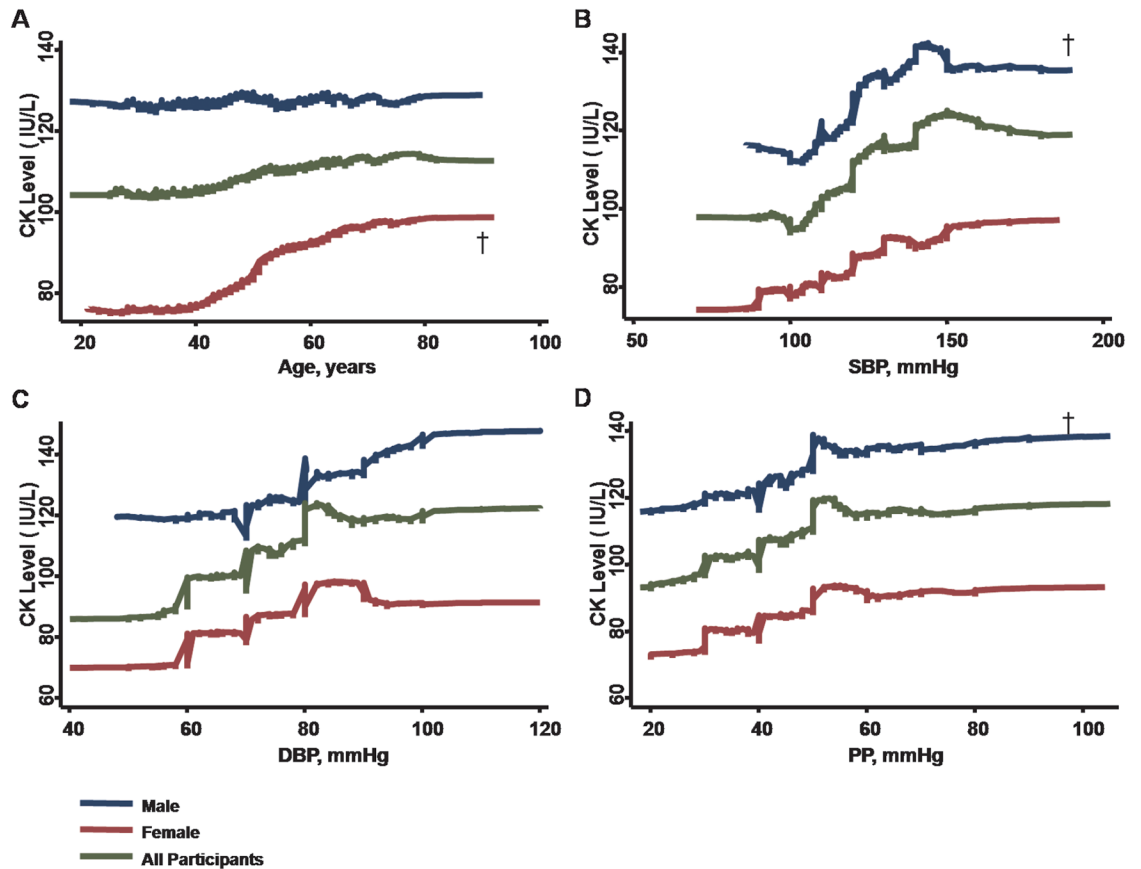 A
CK Level ( IU/L)
140
120
100
80
20
40
60
80
100
Age, years
†
B
CK Level ( IU/L)
140
120
100
80
50
100
150
200
SBP, mmHg
†
C
CK Level ( IU/L)
140
120
100
80
60
40
60
80
100
120
DBP, mmHg
D
CK Level ( IU/L)
140
120
100
80
60
20
40
60
80
100
PP, mmHg
†
Male
Female
All Participants